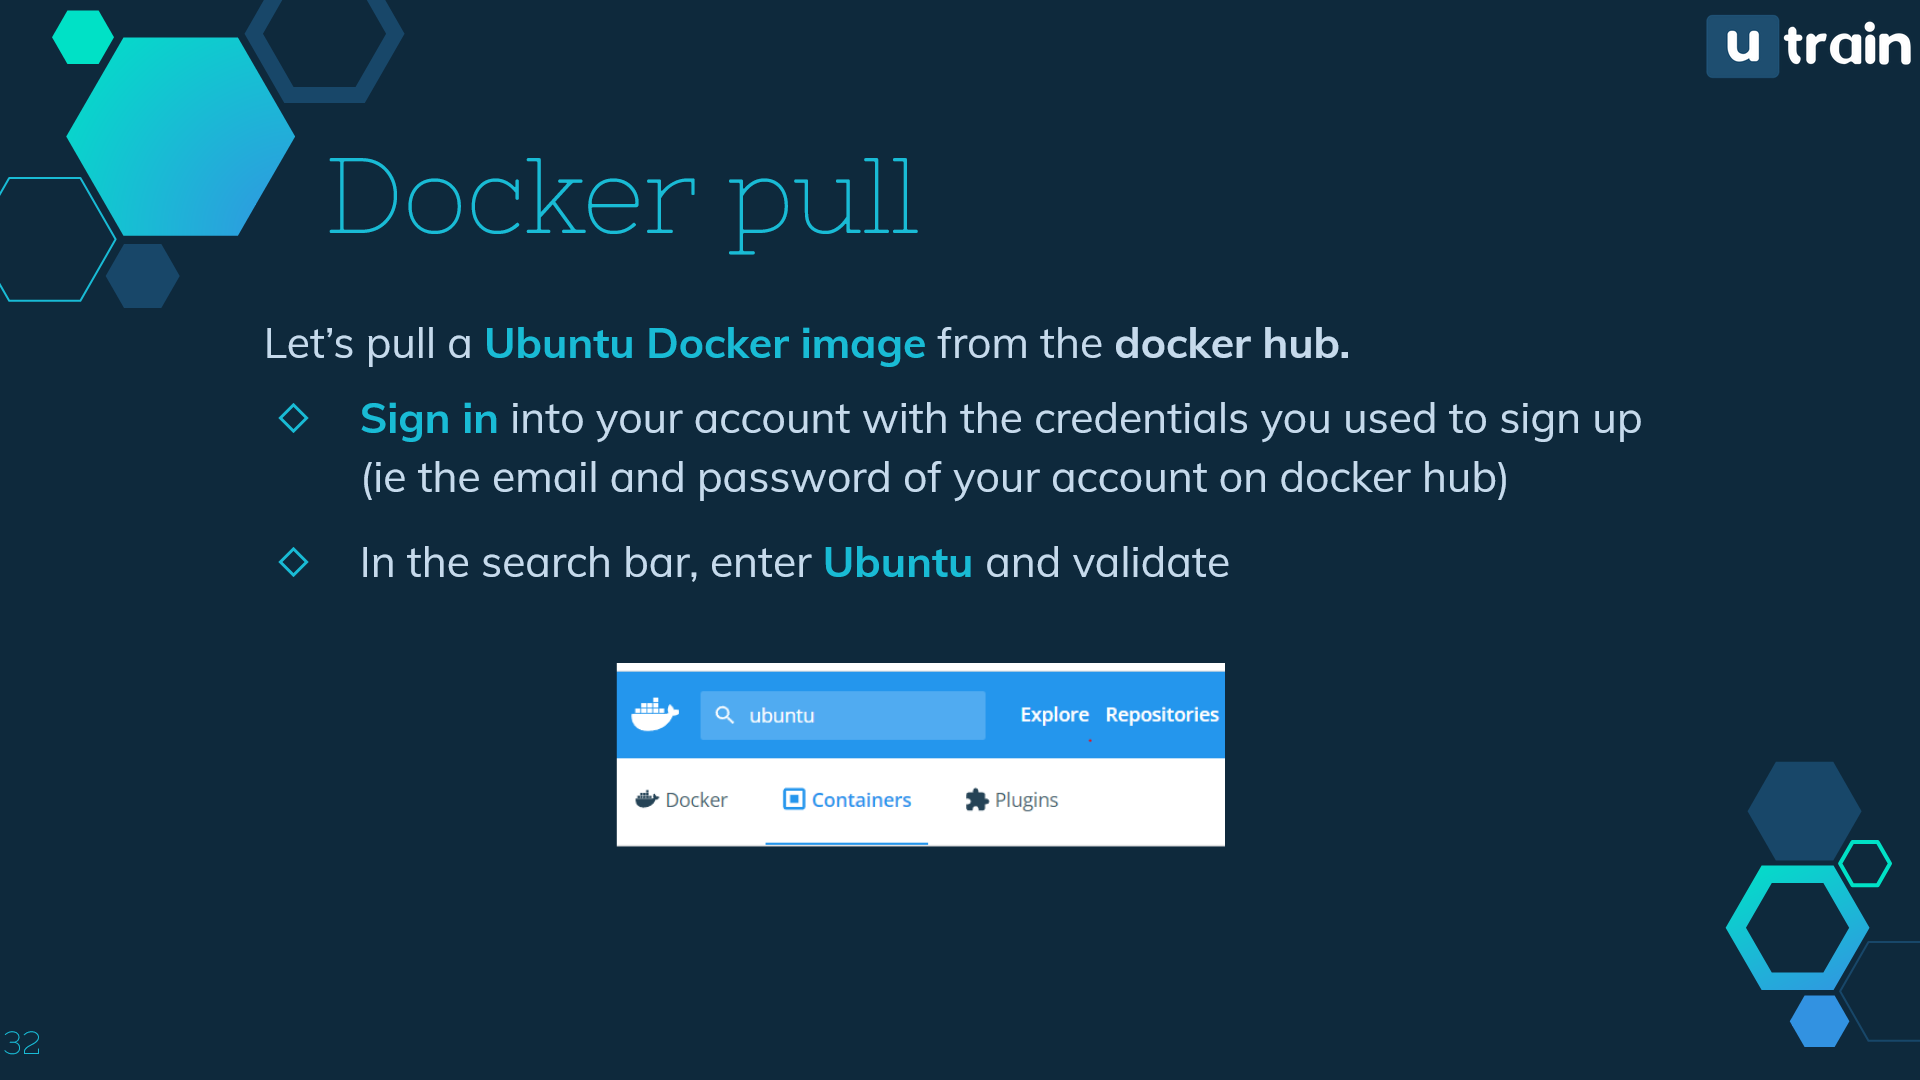 u train
Docker pull
Let’s pull a Ubuntu Docker image from the docker hub.
Sign in into your account with the credentials you used to sign up
(ie the email and password of your account on docker hub)
In the search bar, enter Ubuntu and validate
ubuntu Explore Repositories
Docker Containers Plugins
32